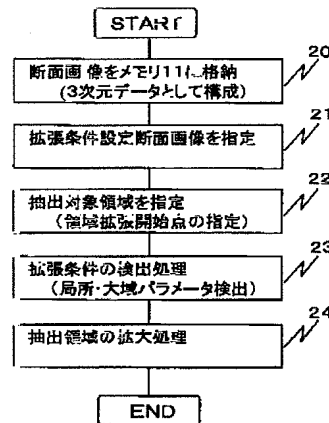 START
20
断面画像をメモリ11に格納
(3次元データとして構成)
21
拡張条件設定断面画像を指定
22
抽出対象領域を指定
(領域拡張開始点の指定)
23
拡張条件の検出処理
(局所・大域パラメータ検出)
24
抽出領域の拡大処理
END